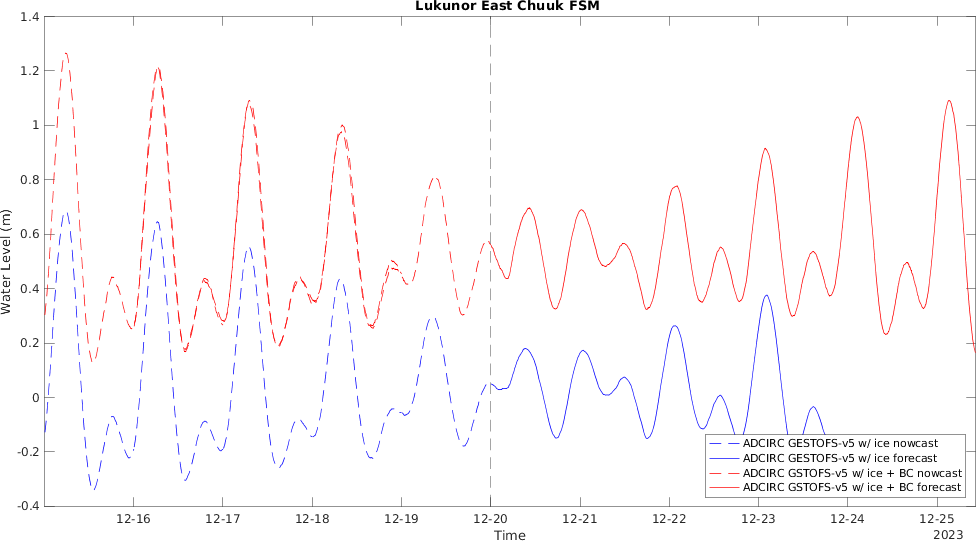 Lukunor East Chuuk FSM
1.4
1.2
1
0.8
0.6
0.4
0.2
0
-0.2
-0.4
Water Level (m)
ADCIRC GESTOFS-v5 w/ ice nowcast
ADCIRC GESTOFS-v5 w/ ice forecast
ADCIRC GSTOFS-v5 w/ ice + BC nowcast
ADCIRC GSTOFS-v5 w/ ice + BC forecast
12-16 12-17 12-18 12-19 12-20 12-21 12-22 12-23 12-24 12-25
Time
2023